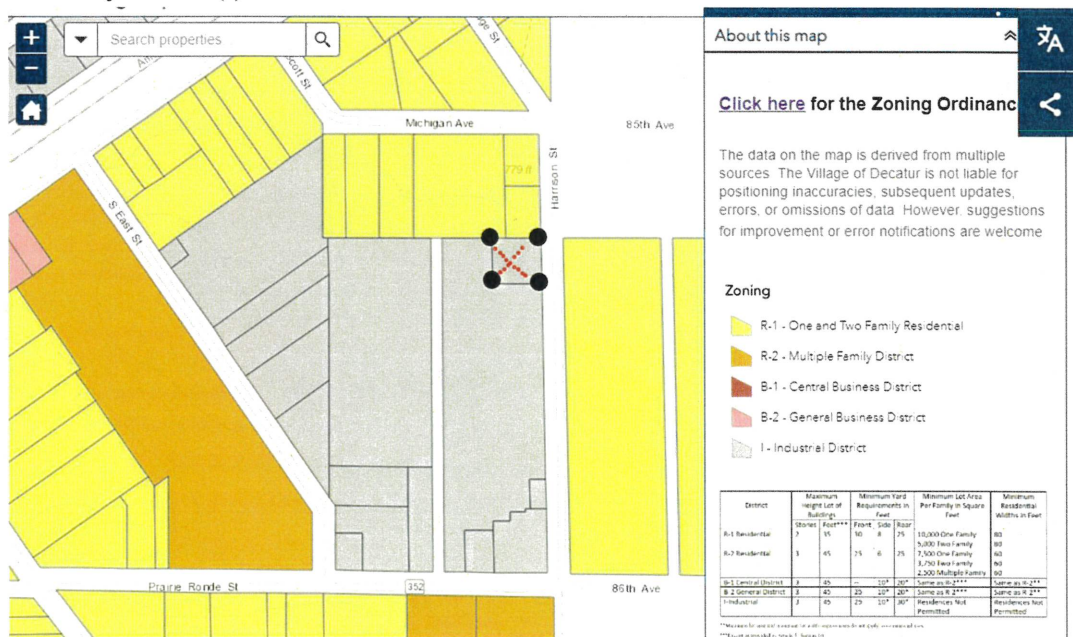 Search properties
ge St
cott St
Michigan Ave
85th Ave
Harrison St
779 ft
S East St
Prairie Ronde St
352
86th Ave
About this map
Click here for the Zoning Ordinanc
The data on the map is derived from multiple
sources The Village of Decatur is not liable for
positioning inaccuracies, subsequent updates,
errors, or omissions of data However, suggestions
for improvement or error notifications are welcome
Zoning
R-1 - One and Two Family Residential
R-2 - Multiple Family District
B-1 - Central Business District
B-2 - General Business District
I - Industrial District
District Maximum Height Lot of Buildings Minimum Yard Requirements in Feet Minimum Lot Area Per Family in Square Feet Minimum Residential Widths in Feet
Stories Feet*** Front Side Rear
R-1 Residential 2 35 30 8 25 10,000 One Family 80
5,000 Two Family 80
R-2 Residential 3 45 25 6 25 7,500 One Family 60
3,750 Two Family 60
2,500 Multiple Family 60
B-1 Central District 3 45 -- 10* 20* Same as R-2*** Same as R-2**
B-2 General District 3 45 25 10* 20* Same as R-2*** Same as R-2**
I-Industrial 3 45 25 10* 30* Residences Not Permitted Residences Not Permitted